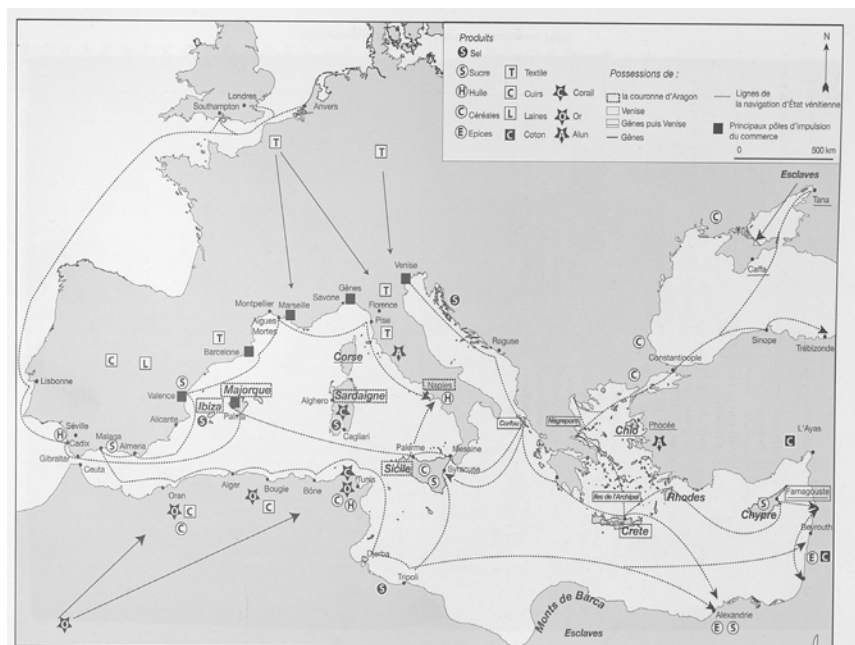 Produits
S Sel
S Sucre
H Huile
C Céréales
E Epices
T Textile
C Cuirs
L Laines
C Coton
Corail
Or
Alun
Possessions de :
la couronne d'Aragon
Venise
Gênes puis Venise
Gênes
Lignes de
la navigation d'État vénitienne
Principaux pôles d'impulsion
du commerce
N
0 500 km
Londres
Southampton
Anvers
T
T
Esclaves
Tana
C
Caffa
Venise
Gênes
Savone
T
Florence
Pise
T
S
Montpellier
Marseille
Aigues
Mortes
T
Barcelone
C
L
Corse
Raguse
C
Constantinople
C
Sinope
Trébizonde
Lisbonne
S
Valence
Majorque
Ibiza
Palma
S
Sardaigne
Alghero
S
Cagliari
Naples
H
Corfou
Nègrepont
Chio
Phocée
L'Ayas
C
Alicante
H
Séville
Cadix
Malaga
S
Almeria
Gibraltar
Ceuta
Palerme
Messine
Sicile
C
S
Syracuse
Iles de l'Archipel
Rhodes
Famagouste
S
Chypre
Crète
Candie
Beyrouth
E
C
Oran
C
C
Alger
Bougie
C
Bône
Tunis
C
H
Djerba
Tripoli
S
Monts de Barca
Esclaves
Alexandrie
E
S